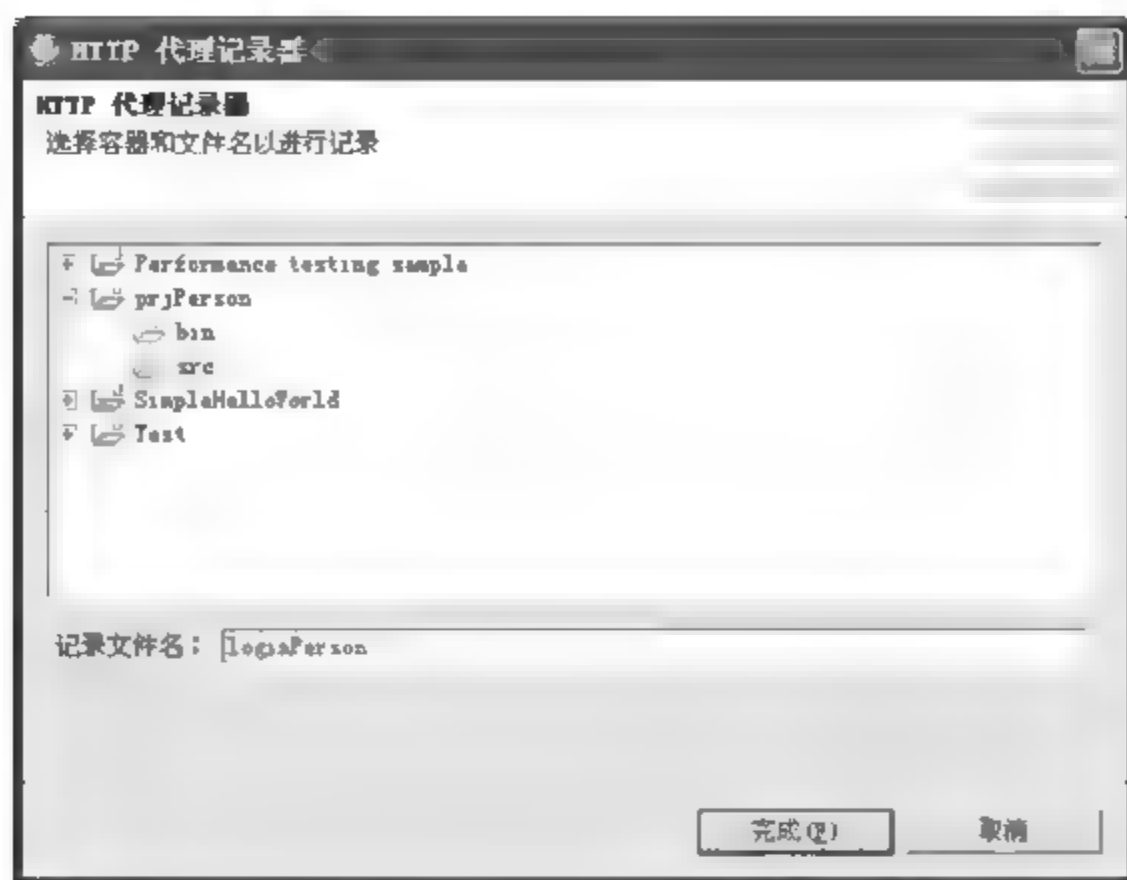 HTTP 代理记录器
HTTP 代理记录器
选择容器和文件名以进行记录
Performance testing sample
prjPerson
bin
src
SimpleHelloWorld
Test
记录文件名： loginPerson
完成(F) 取消